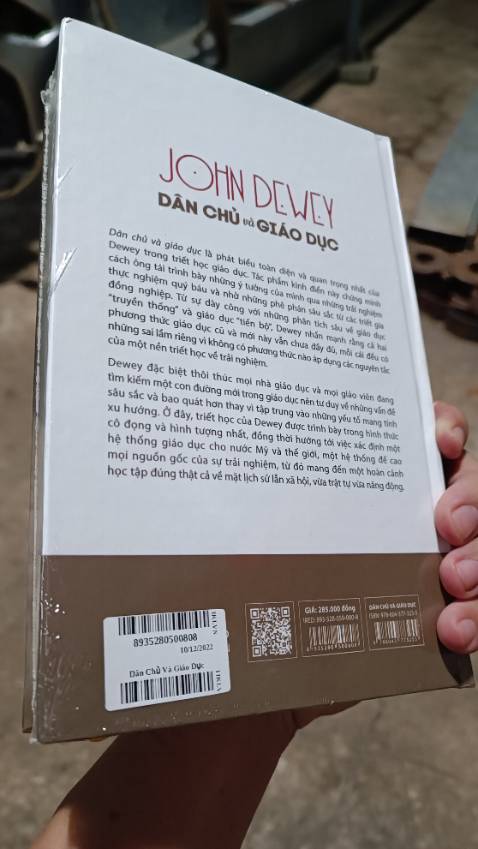 JOHN DEWEY
DÂN CHỦ và GIÁO DỤC
Dân chủ và giáo dục là phát biểu toàn diện và quan trọng nhất của
Dewey trong triết học giáo dục. Tác phẩm kinh điển này chứng minh
cách ông tái trình bày những ý tưởng của mình qua những trải nghiệm
thực nghiệm quý báu và nhờ những phê phán sâu sắc từ các triết gia
đồng nghiệp. Từ sự dày công với những phân tích sâu về giáo dục
"truyền thống" và giáo dục "tiến bộ", Dewey nhấn mạnh rằng cả hai
phương thức giáo dục cũ và mới này vẫn chưa đầy đủ, mỗi cái đều có
những sai lầm riêng vì không có phương thức nào áp dụng các nguyên tắc
của một nền triết học về trải nghiệm.
Dewey đặc biệt thôi thúc mọi nhà giáo dục và mọi giáo viên đang
tìm kiếm một con đường mới trong giáo dục nên tư duy về những vấn đề
sâu sắc và bao quát hơn thay vì tập trung vào những yếu tố mang tính
xu hướng. Ở đây, triết học của Dewey được trình bày trong hình thức
cô đọng và hình tượng nhất, đồng thời hướng tới việc xác định một
hệ thống giáo dục cho nước Mỹ và thế giới, một hệ thống đề cao
mọi nguồn gốc của sự trải nghiệm, từ đó mang đến một hoàn cảnh
học tập đúng thật cả về mặt lịch sử lẫn xã hội, vừa trật tự vừa năng động.
8935280500808
10/12/2022
Dân Chủ Và Giáo Dục
Giá: 285.000 đồng
DÂN CHỦ VÀ GIÁO DỤC